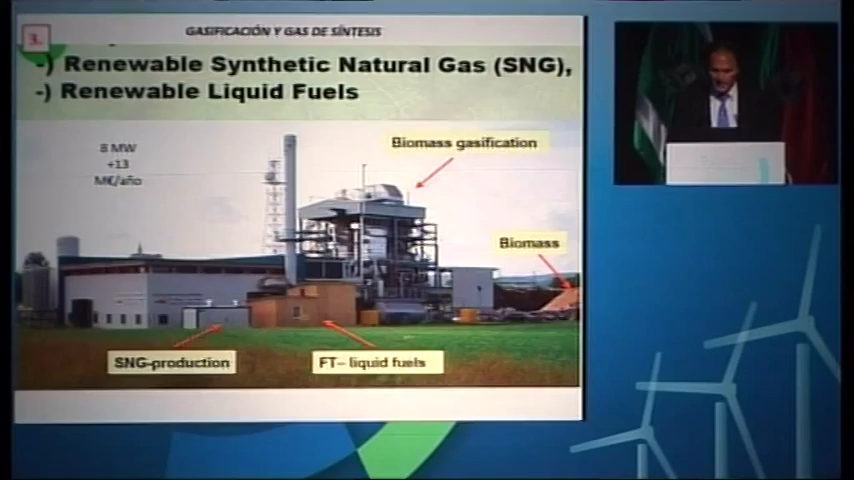 3.
GASIFICACIÓN Y GAS DE SÍNTESIS
-) Renewable Synthetic Natural Gas (SNG),
-) Renewable Liquid Fuels
8 MW
+13
M€/año
Biomass gasification
Biomass
SNG-production
FT– liquid fuels